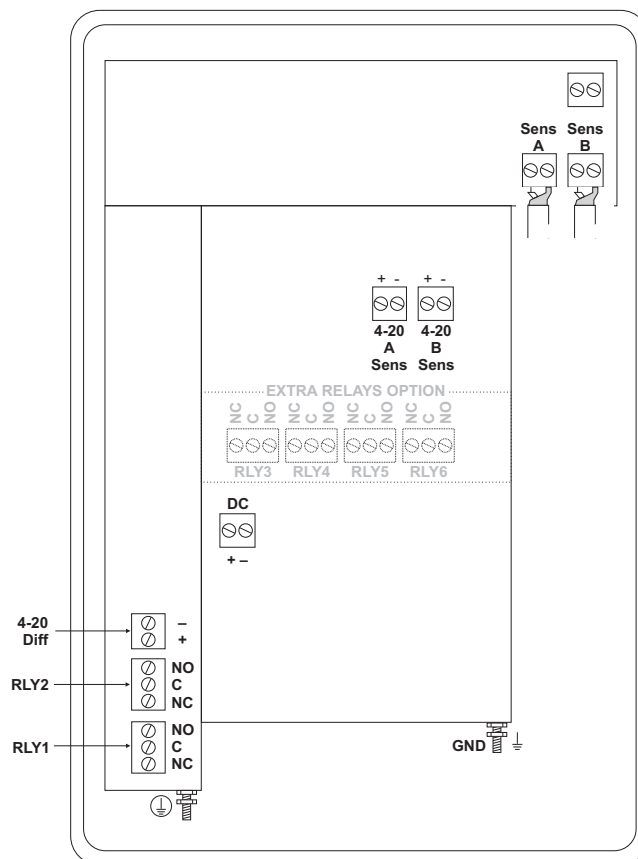 Sens Sens
A B
+ - + -
4-20 4-20
A B
Sens Sens
EXTRA RELAYS OPTION
NC C NO NC C NO NC C NO NC C NO
RLY3 RLY4 RLY5 RLY6
DC
+ –
4-20
Diff
–
+
NO
RLY2 C
NC
NO
RLY1 C
NC
GND